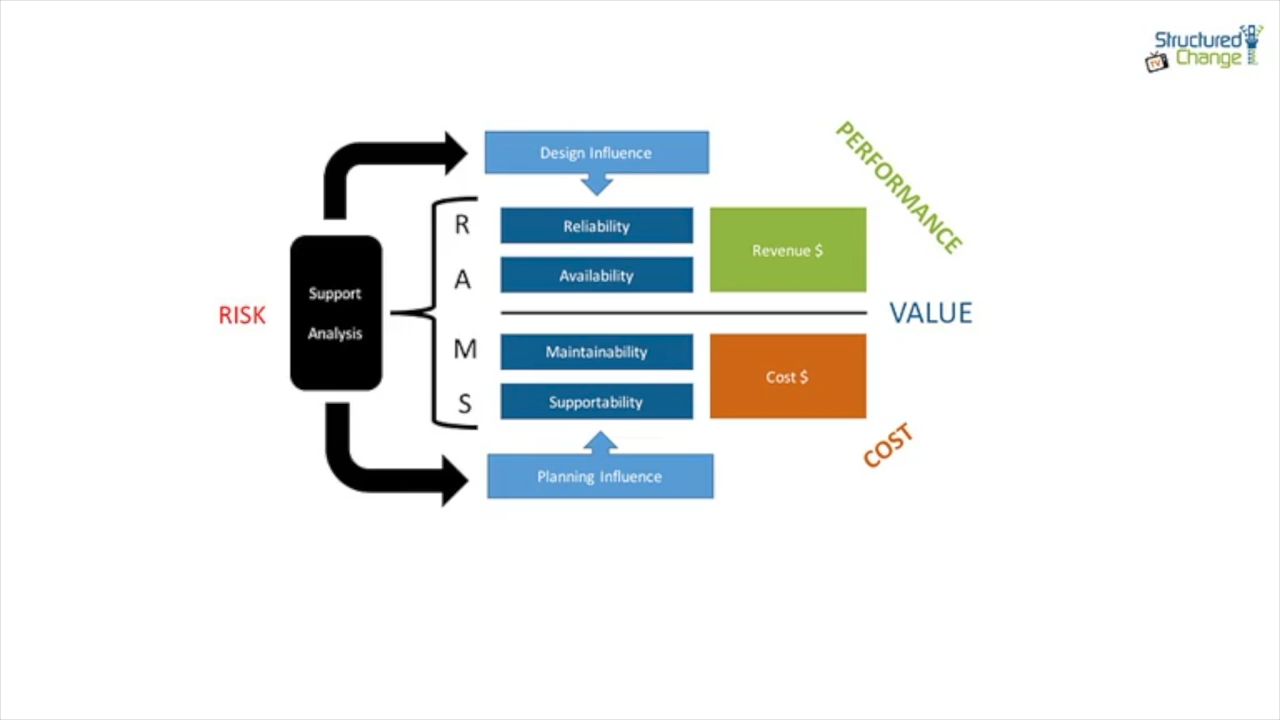 Structured
Change
TV
PERFORMANCE
Design Influence
R
Reliability
A
Availability
Revenue $
RISK
Support
Analysis
VALUE
M
Maintainability
S
Supportability
Cost $
COST
Planning Influence